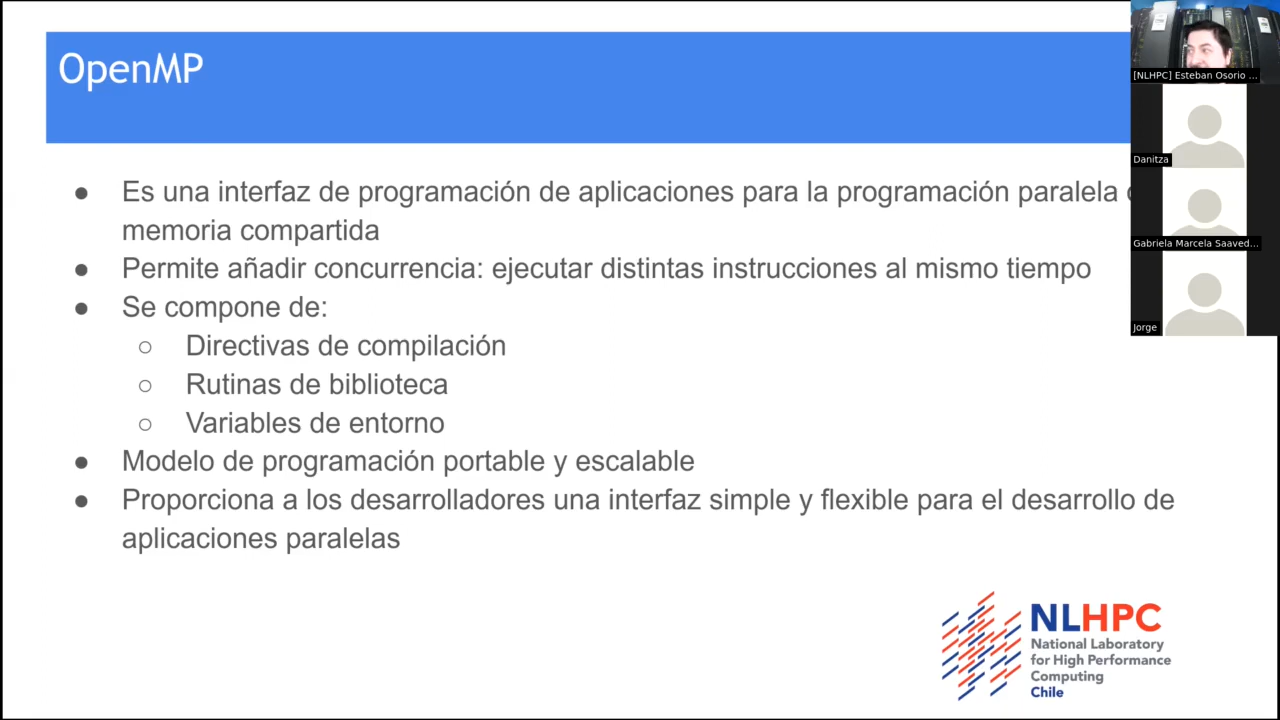 OpenMP
● Es una interfaz de programación de aplicaciones para la programación paralela
memoria compartida
● Permite añadir concurrencia: ejecutar distintas instrucciones al mismo tiempo
● Se compone de:
○ Directivas de compilación
○ Rutinas de biblioteca
○ Variables de entorno
● Modelo de programación portable y escalable
● Proporciona a los desarrolladores una interfaz simple y flexible para el desarrollo de
aplicaciones paralelas
[NLHPC] Esteban Osorio ...
Danitza
Gabriela Marcela Saaved...
Jorge
NLHPC
National Laboratory
for High Performance
Computing
Chile